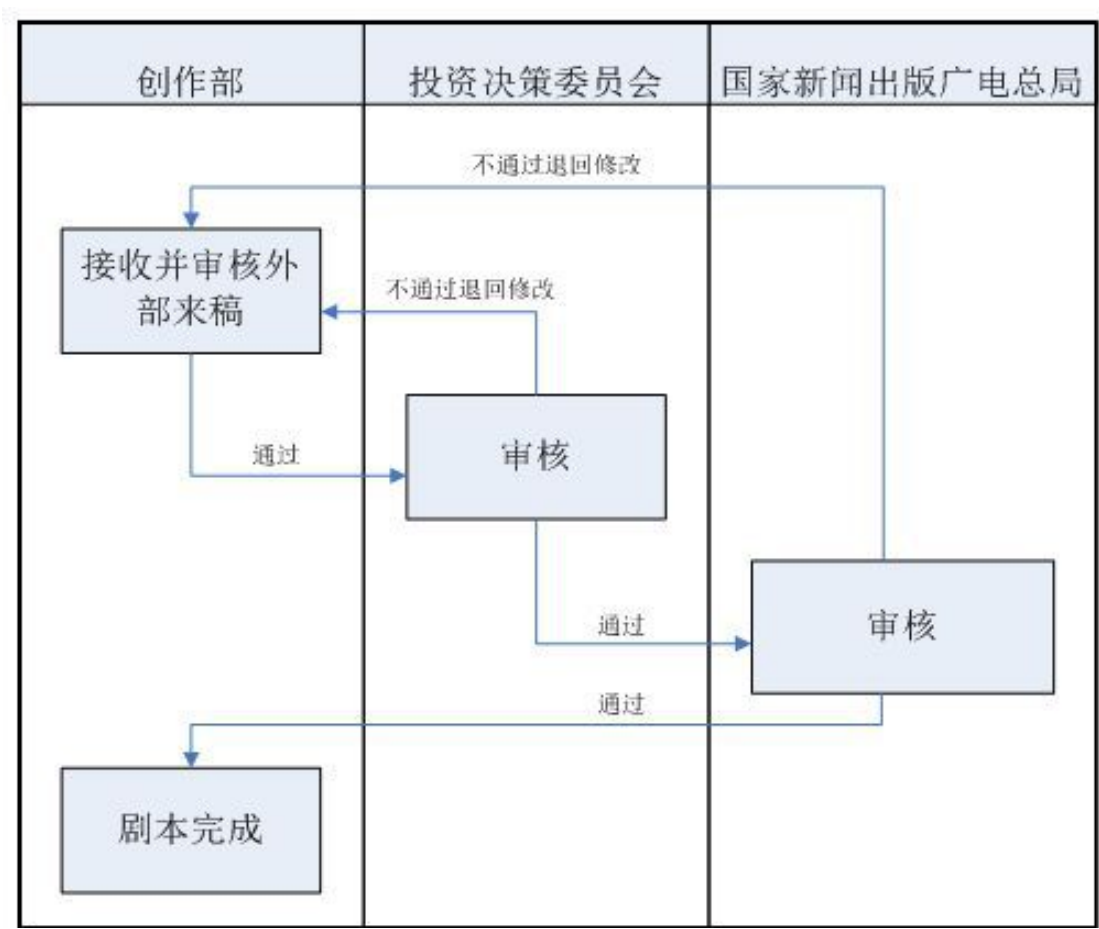 创作部
投资决策委员会
国家新闻出版广电总局
不通过退回修改
接收并审核外
部来稿
不通过退回修改
通过
审核
通过
审核
通过
剧本完成